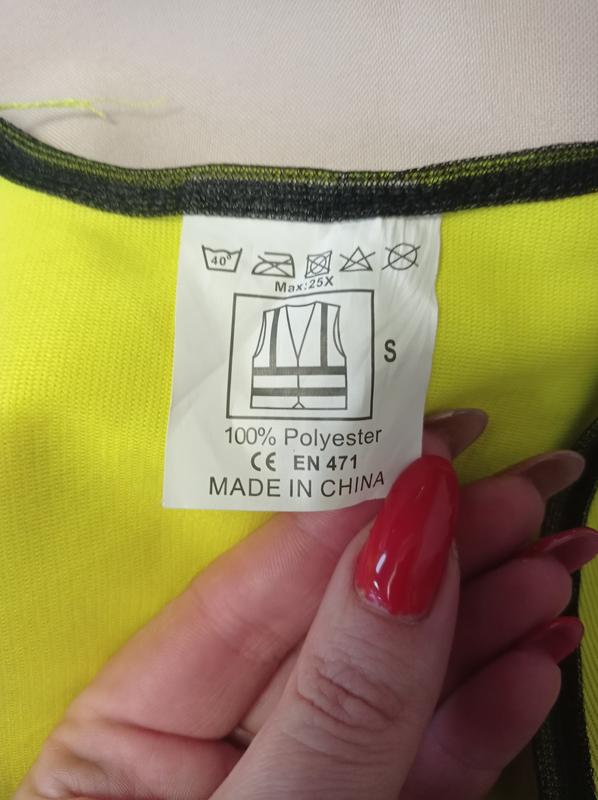 40°
Max:25X
S
100% Polyester
CE EN 471
MADE IN CHINA